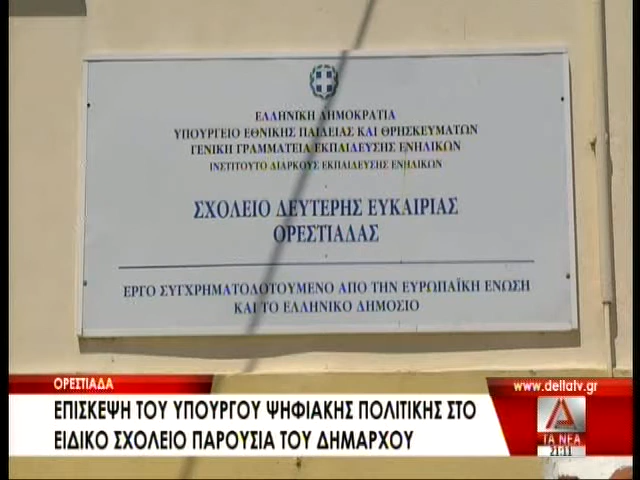 ΕΛΛΗΝΙΚΗ ΔΗΜΟΚΡΑΤΙΑ
ΥΠΟΥΡΓΕΙΟ ΕΘΝΙΚΗΣ ΠΑΙΔΕΙΑΣ ΚΑΙ ΘΡΗΣΚΕΥΜΑΤΩΝ
ΓΕΝΙΚΗ ΓΡΑΜΜΑΤΕΙΑ ΕΚΠΑΙΔΕΥΣΗΣ ΕΝΗΛΙΚΩΝ
ΙΝΣΤΙΤΟΥΤΟ ΔΙΑΡΚΟΥΣ ΕΚΠΑΙΔΕΥΣΗΣ ΕΝΗΛΙΚΩΝ
ΣΧΟΛΕΙΟ ΔΕΥΤΕΡΗΣ ΕΥΚΑΙΡΙΑΣ
ΟΡΕΣΤΙΑΔΑΣ
ΕΡΓΟ ΣΥΓΧΡΗΜΑΤΟΔΟΤΟΥΜΕΝΟ ΑΠΟ ΤΗΝ ΕΥΡΩΠΑΪΚΗ ΕΝΩΣΗ
ΚΑΙ ΤΟ ΕΛΛΗΝΙΚΟ ΔΗΜΟΣΙΟ
ΟΡΕΣΤΙΑΔΑ
www.deltatv.gr
ΕΠΙΣΚΕΨΗ ΤΟΥ ΥΠΟΥΡΓΟΥ ΨΗΦΙΑΚΗΣ ΠΟΛΙΤΙΚΗΣ ΣΤΟ
ΕΙΔΙΚΟ ΣΧΟΛΕΙΟ ΠΑΡΟΥΣΙΑ ΤΟΥ ΔΗΜΑΡΧΟΥ
ΤΑ ΝΕΑ
21:11